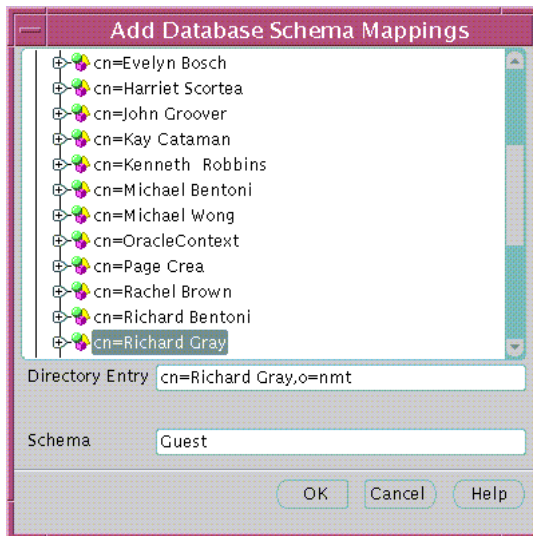 Add Database Schema Mappings
cn=Evelyn Bosch
cn=Harriet Scortea
cn=John Groover
cn=Kay Cataman
cn=Kenneth  Robbins
cn=Michael Bentoni
cn=Michael Wong
cn=OracleContext
cn=Page Crea
cn=Rachel Brown
cn=Richard Bentoni
cn=Richard Gray
Directory Entry cn=Richard Gray,o=nmt
Schema Guest
OK Cancel Help